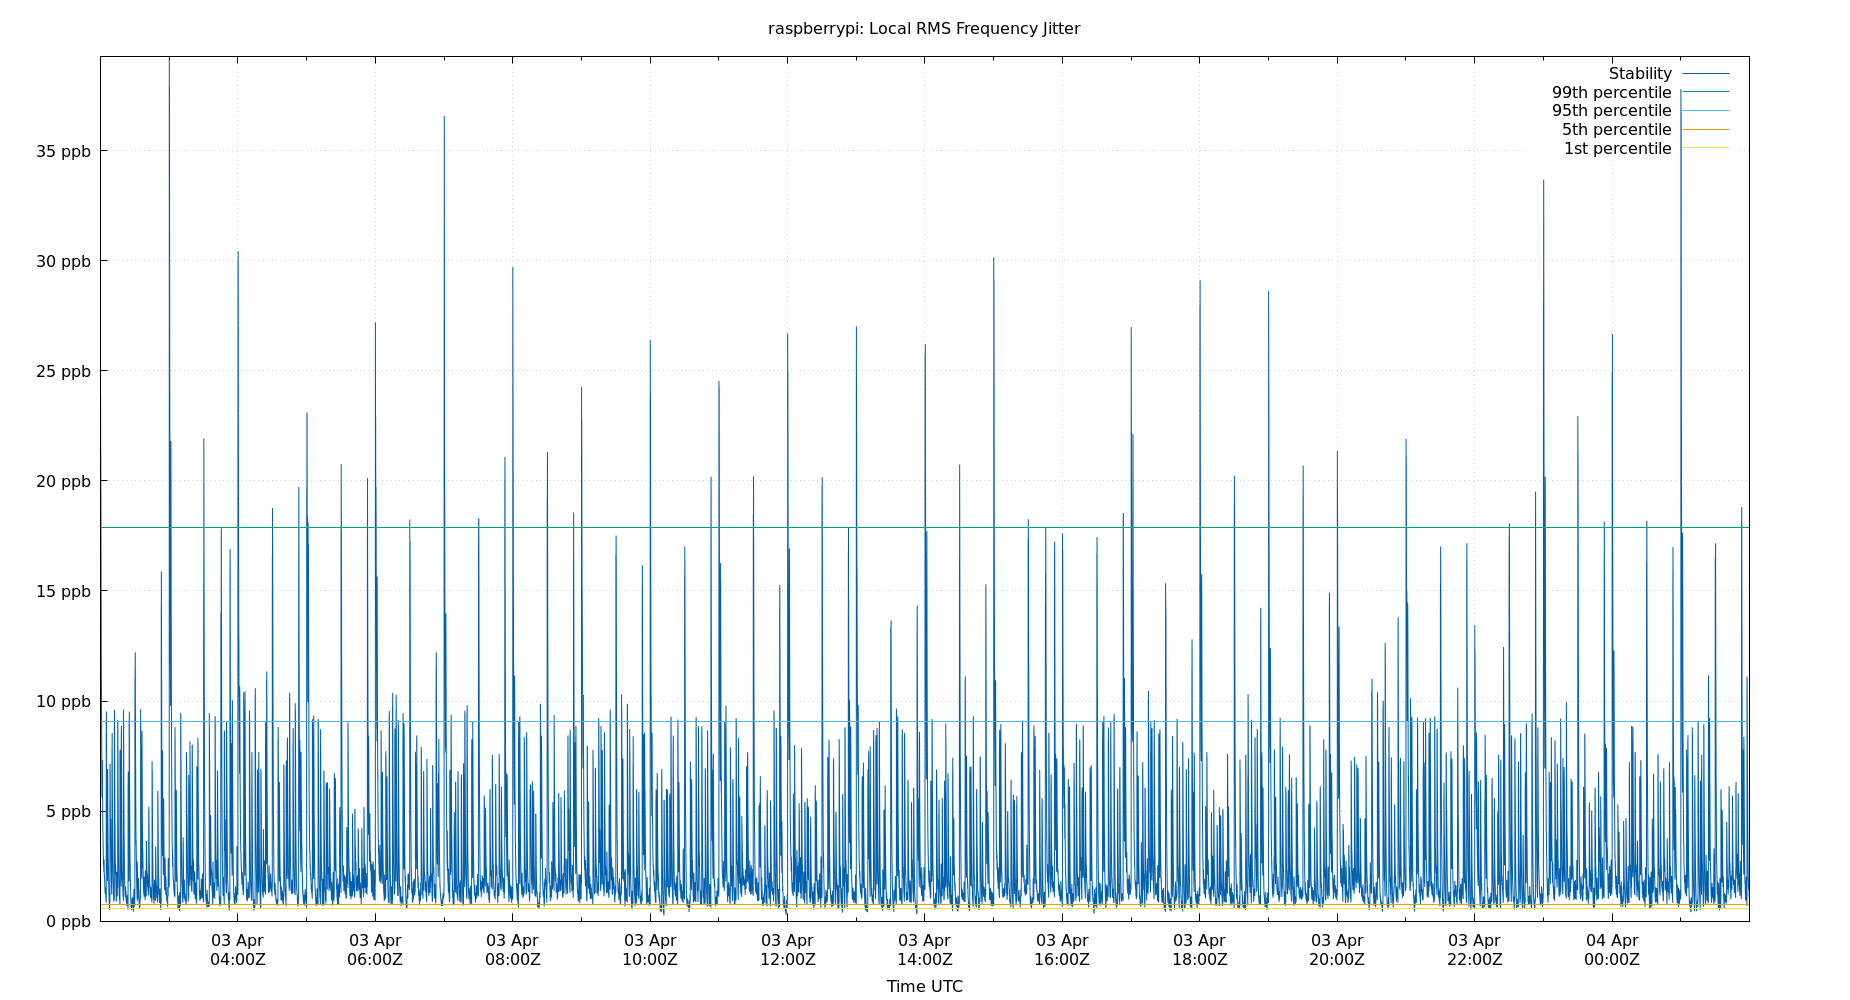 raspberrypi: Local RMS Frequency Jitter
Stability
99th percentile
95th percentile
5th percentile
1st percentile
35 ppb
30 ppb
25 ppb
20 ppb
15 ppb
10 ppb
5 ppb
0 ppb
03 Apr 03 Apr 03 Apr 03 Apr 03 Apr 03 Apr 03 Apr 03 Apr 03 Apr 03 Apr 04 Apr
04:00Z 06:00Z 08:00Z 10:00Z 12:00Z 14:00Z 16:00Z 18:00Z 20:00Z 22:00Z 00:00Z
Time UTC